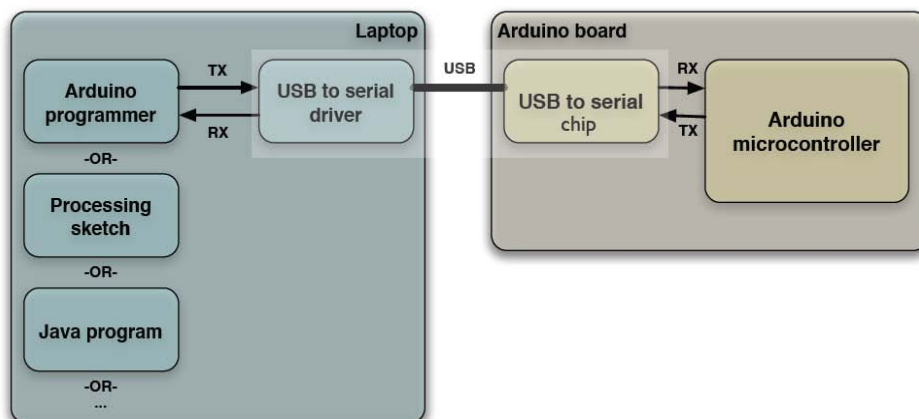 Laptop
Arduino
programmer
TX
RX
USB to serial
driver
-OR-
Processing
sketch
-OR-
Java program
-OR-
...
USB
Arduino board
USB to serial
chip
RX
TX
Arduino
microcontroller